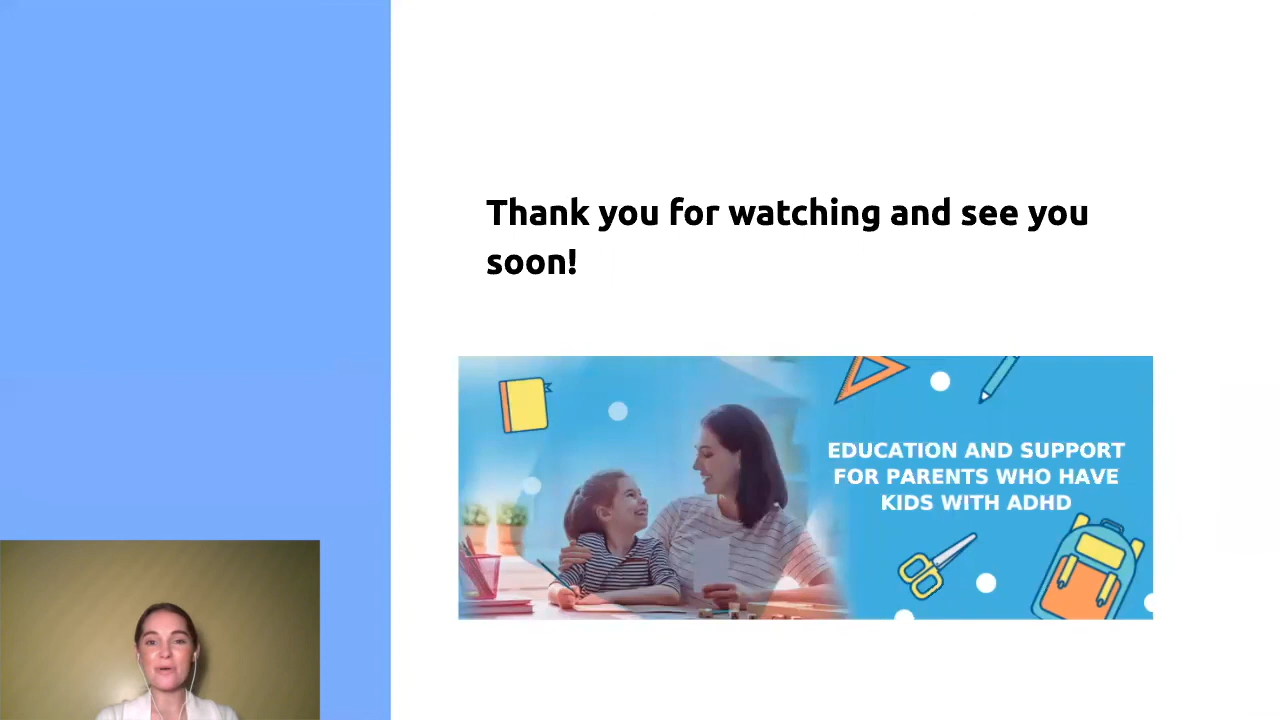 Thank you for watching and see you
soon!
EDUCATION AND SUPPORT
FOR PARENTS WHO HAVE
KIDS WITH ADHD